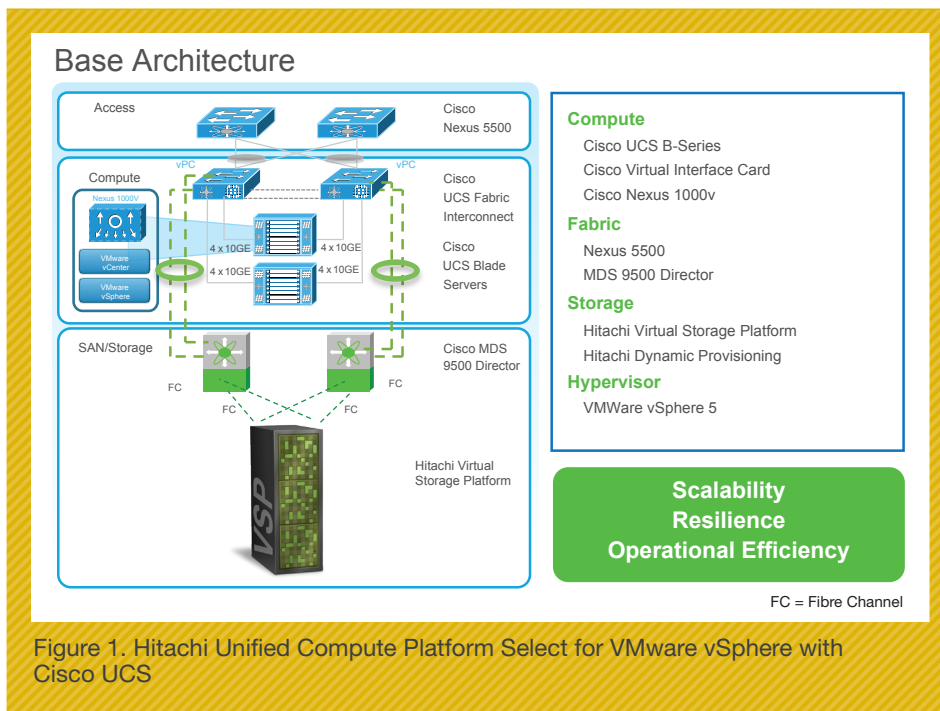 Base Architecture
Access
Cisco
Nexus 5500
vPC
vPC
Compute
Nexus 1000V
VMware
vCenter
VMware
vSphere
4 x 10GE
4 x 10GE
4 x 10GE
4 x 10GE
Cisco
UCS Fabric
Interconnect
Cisco
UCS Blade
Servers
SAN/Storage
Cisco MDS
9500 Director
FC
FC
FC
FC
VSP
Hitachi Virtual
Storage Platform
Compute
Cisco UCS B-Series
Cisco Virtual Interface Card
Cisco Nexus 1000v
Fabric
Nexus 5500
MDS 9500 Director
Storage
Hitachi Virtual Storage Platform
Hitachi Dynamic Provisioning
Hypervisor
VMWare vSphere 5
Scalability
Resilience
Operational Efficiency
FC = Fibre Channel
Figure 1. Hitachi Unified Compute Platform Select for VMware vSphere with
Cisco UCS